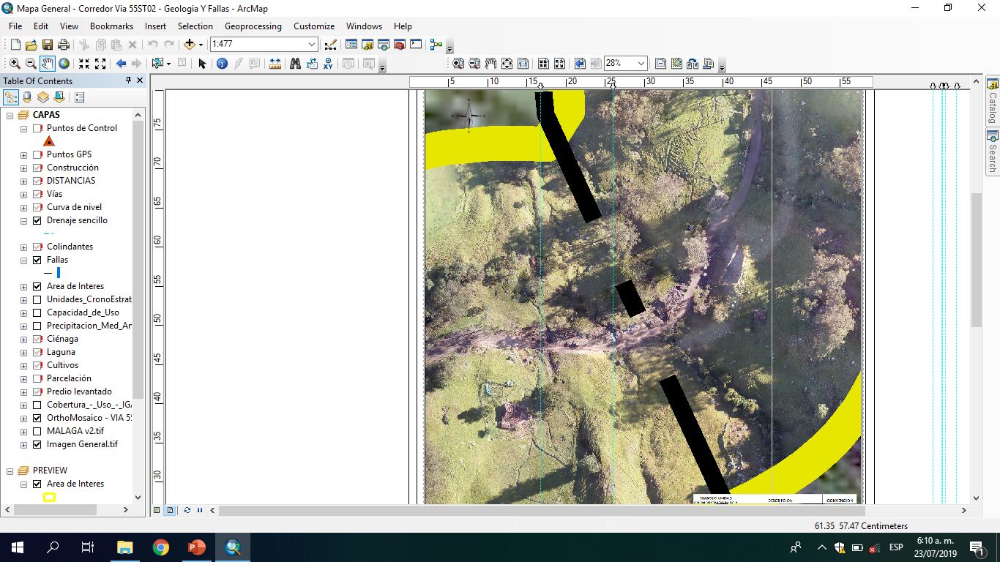 Mapa General - Corredor Via 55ST02 - Geologia Y Fallas - ArcMap
File Edit View Bookmarks Insert Selection Geoprocessing Customize Windows Help
1:477
28%
Table Of Contents
CAPAS
Puntos de Control
Puntos GPS
Construcción
DISTANCIAS
Vías
Curva de nivel
Drenaje sencillo
Colindantes
Fallas
Area de Interes
Unidades_CronoEstrat
Capacidad_de_Uso
Precipitacion_Med_An
Ciénaga
Laguna
Cultivos
Parcelación
Predio levantado
Cobertura_-_Uso_-_IGA
OrthoMosaico - VIA 55
MALAGA v2.tif
Imagen General.tif
PREVIEW
Area de Interes
5 10 15 20 25 30 35 40 45 50 55
75
70
65
60
55
50
45
40
35
30
SIMBOLO UNIDAD
DESCRIPCION
CONVENCION
Catalog
Search
61.35 57.47 Centimeters
ESP
6:10 a. m.
23/07/2019
1